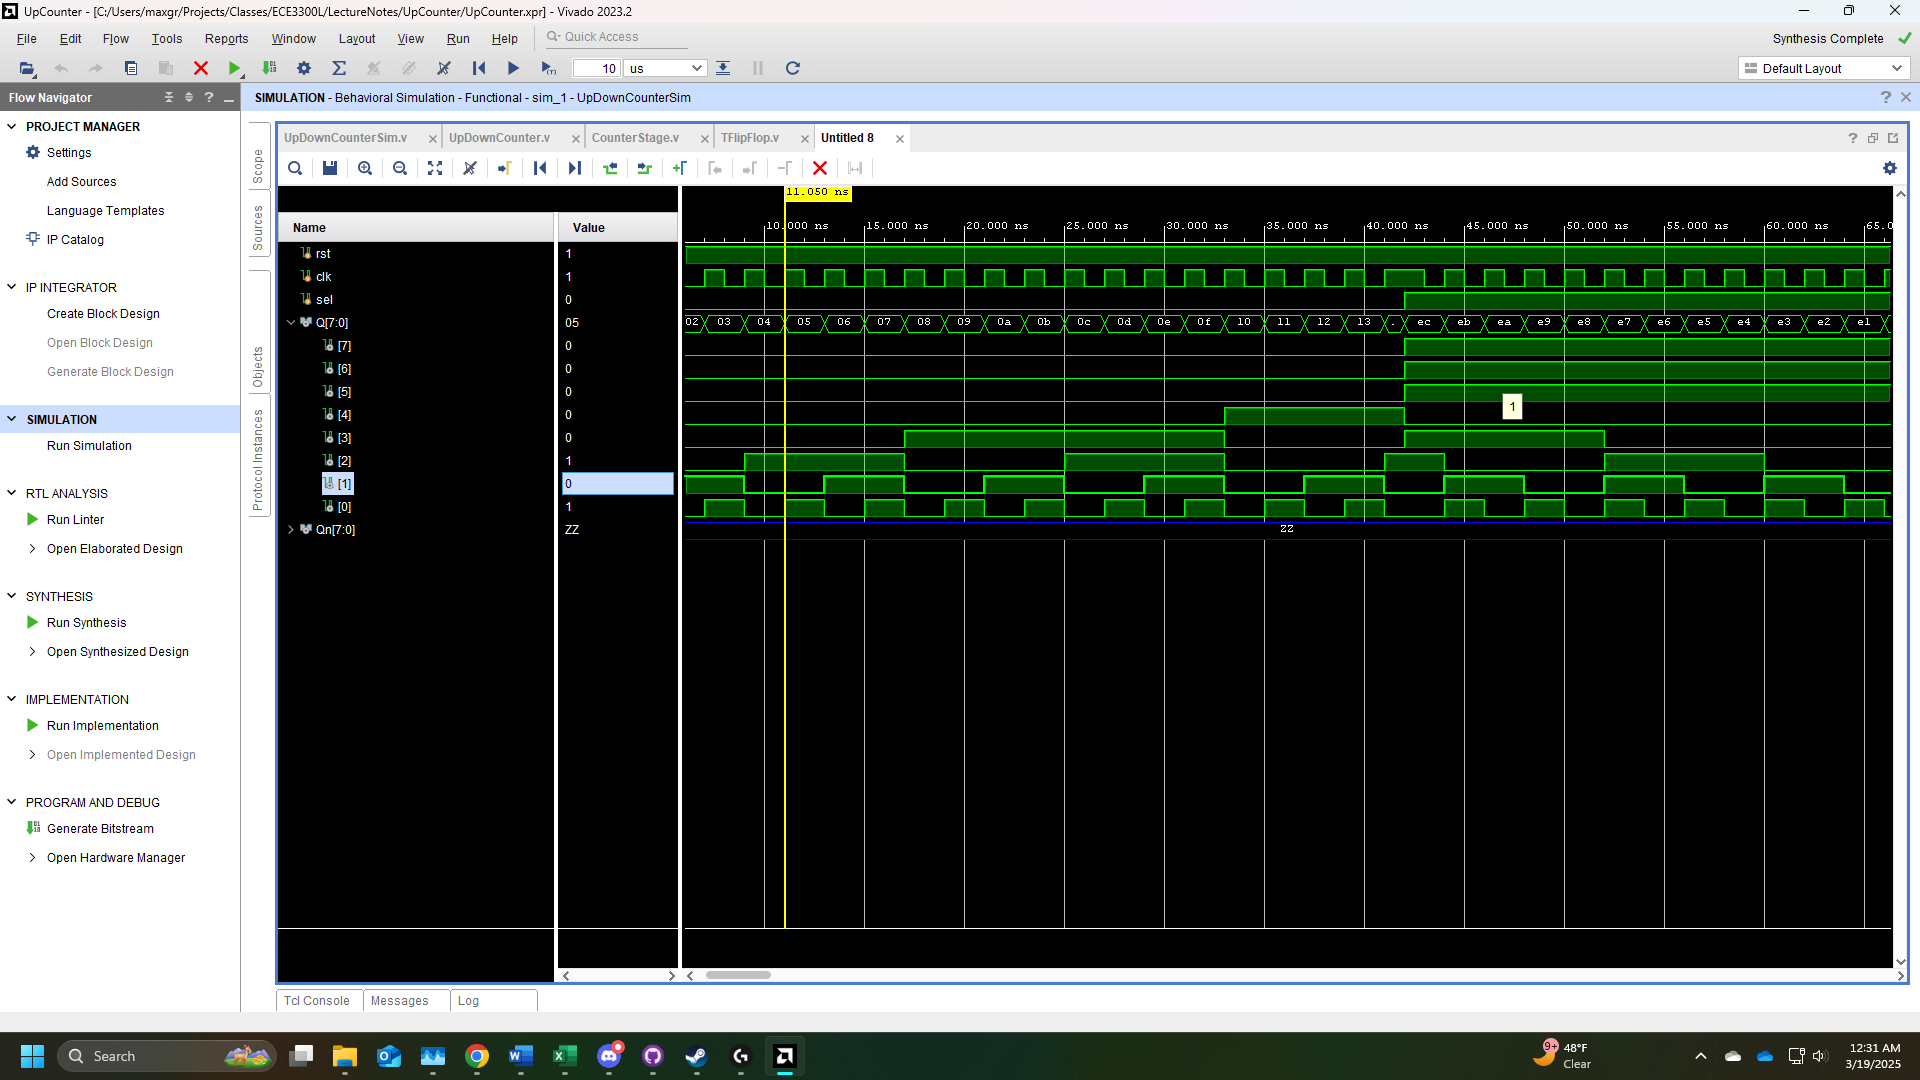 UpCounter - [C:/Users/maxgr/Projects/Classes/ECE3300L/LectureNotes/UpCounter/UpCounter.xpr] - Vivado 2023.2
File Edit Flow Tools Reports Window Layout View Run Help Quick Access Synthesis Complete
10 us Default Layout
Flow Navigator ? SIMULATION - Behavioral Simulation - Functional - sim_1 - UpDownCounterSim ?
PROJECT MANAGER
Settings
Add Sources
Language Templates
IP Catalog
IP INTEGRATOR
Create Block Design
Open Block Design
Generate Block Design
SIMULATION
Run Simulation
RTL ANALYSIS
Run Linter
Open Elaborated Design
SYNTHESIS
Run Synthesis
Open Synthesized Design
IMPLEMENTATION
Run Implementation
Open Implemented Design
PROGRAM AND DEBUG
Generate Bitstream
Open Hardware Manager
Scope
Sources
Objects
Protocol Instances
UpDownCounterSim.v UpDownCounter.v CounterStage.v TFlipFlop.v Untitled 8 ?
11.050 ns
Name Value 10.000 ns 15.000 ns 20.000 ns 25.000 ns 30.000 ns 35.000 ns 40.000 ns 45.000 ns 50.000 ns 55.000 ns 60.000 ns 65.0
rst 1
clk 1
sel 0
Q[7:0] 05 02 03 04 05 06 07 08 09 0a 0b 0c 0d 0e 0f 10 11 12 13 . ec eb ea e9 e8 e7 e6 e5 e4 e3 e2 e1
[7] 0
[6] 0
[5] 0
[4] 0 1
[3] 0
[2] 1
[1] 0
[0] 1
Qn[7:0] ZZ ZZ
Tcl Console Messages Log
Search
9+ 48°F
Clear
12:31 AM
3/19/2025